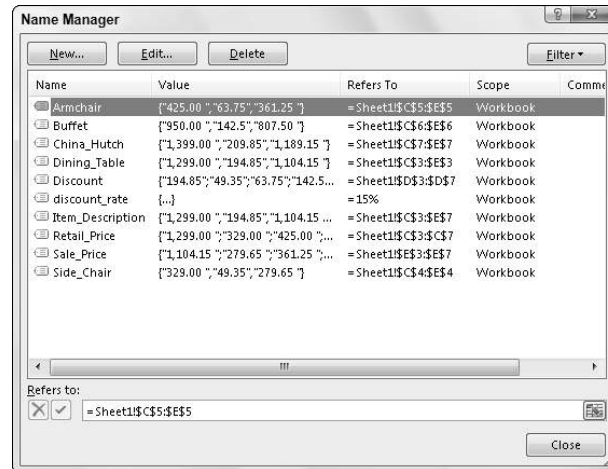 Name Manager
New... Edit... Delete Filter
Name Value Refers To Scope Comme
Armchair {"425.00 ","63.75","361.25 "} =Sheet1!$C$5:$E$5 Workbook
Buffet {"950.00 ","142.5","807.50 "} =Sheet1!$C$6:$E$6 Workbook
China_Hutch {"1,399.00 ","209.85","1,189.15 "} =Sheet1!$C$7:$E$7 Workbook
Dining_Table {"1,299.00 ","194.85","1,104.15 "} =Sheet1!$C$3:$E$3 Workbook
Discount {"194.85";"49.35";"63.75";"142.5... =Sheet1!$D$3:$D$7 Workbook
discount_rate {...} =15% Workbook
Item_Description {"1,299.00 ","194.85","1,104.15 ... =Sheet1!$C$3:$E$7 Workbook
Retail_Price {"1,299.00 ";"329.00 ";"425.00 ";... =Sheet1!$C$3:$C$7 Workbook
Sale_Price {"1,104.15 ";"279.65 ";"361.25 ";... =Sheet1!$E$3:$E$7 Workbook
Side_Chair {"329.00 ","49.35","279.65 "} =Sheet1!$C$4:$E$4 Workbook
Refers to:
=Sheet1!$C$5:$E$5
Close